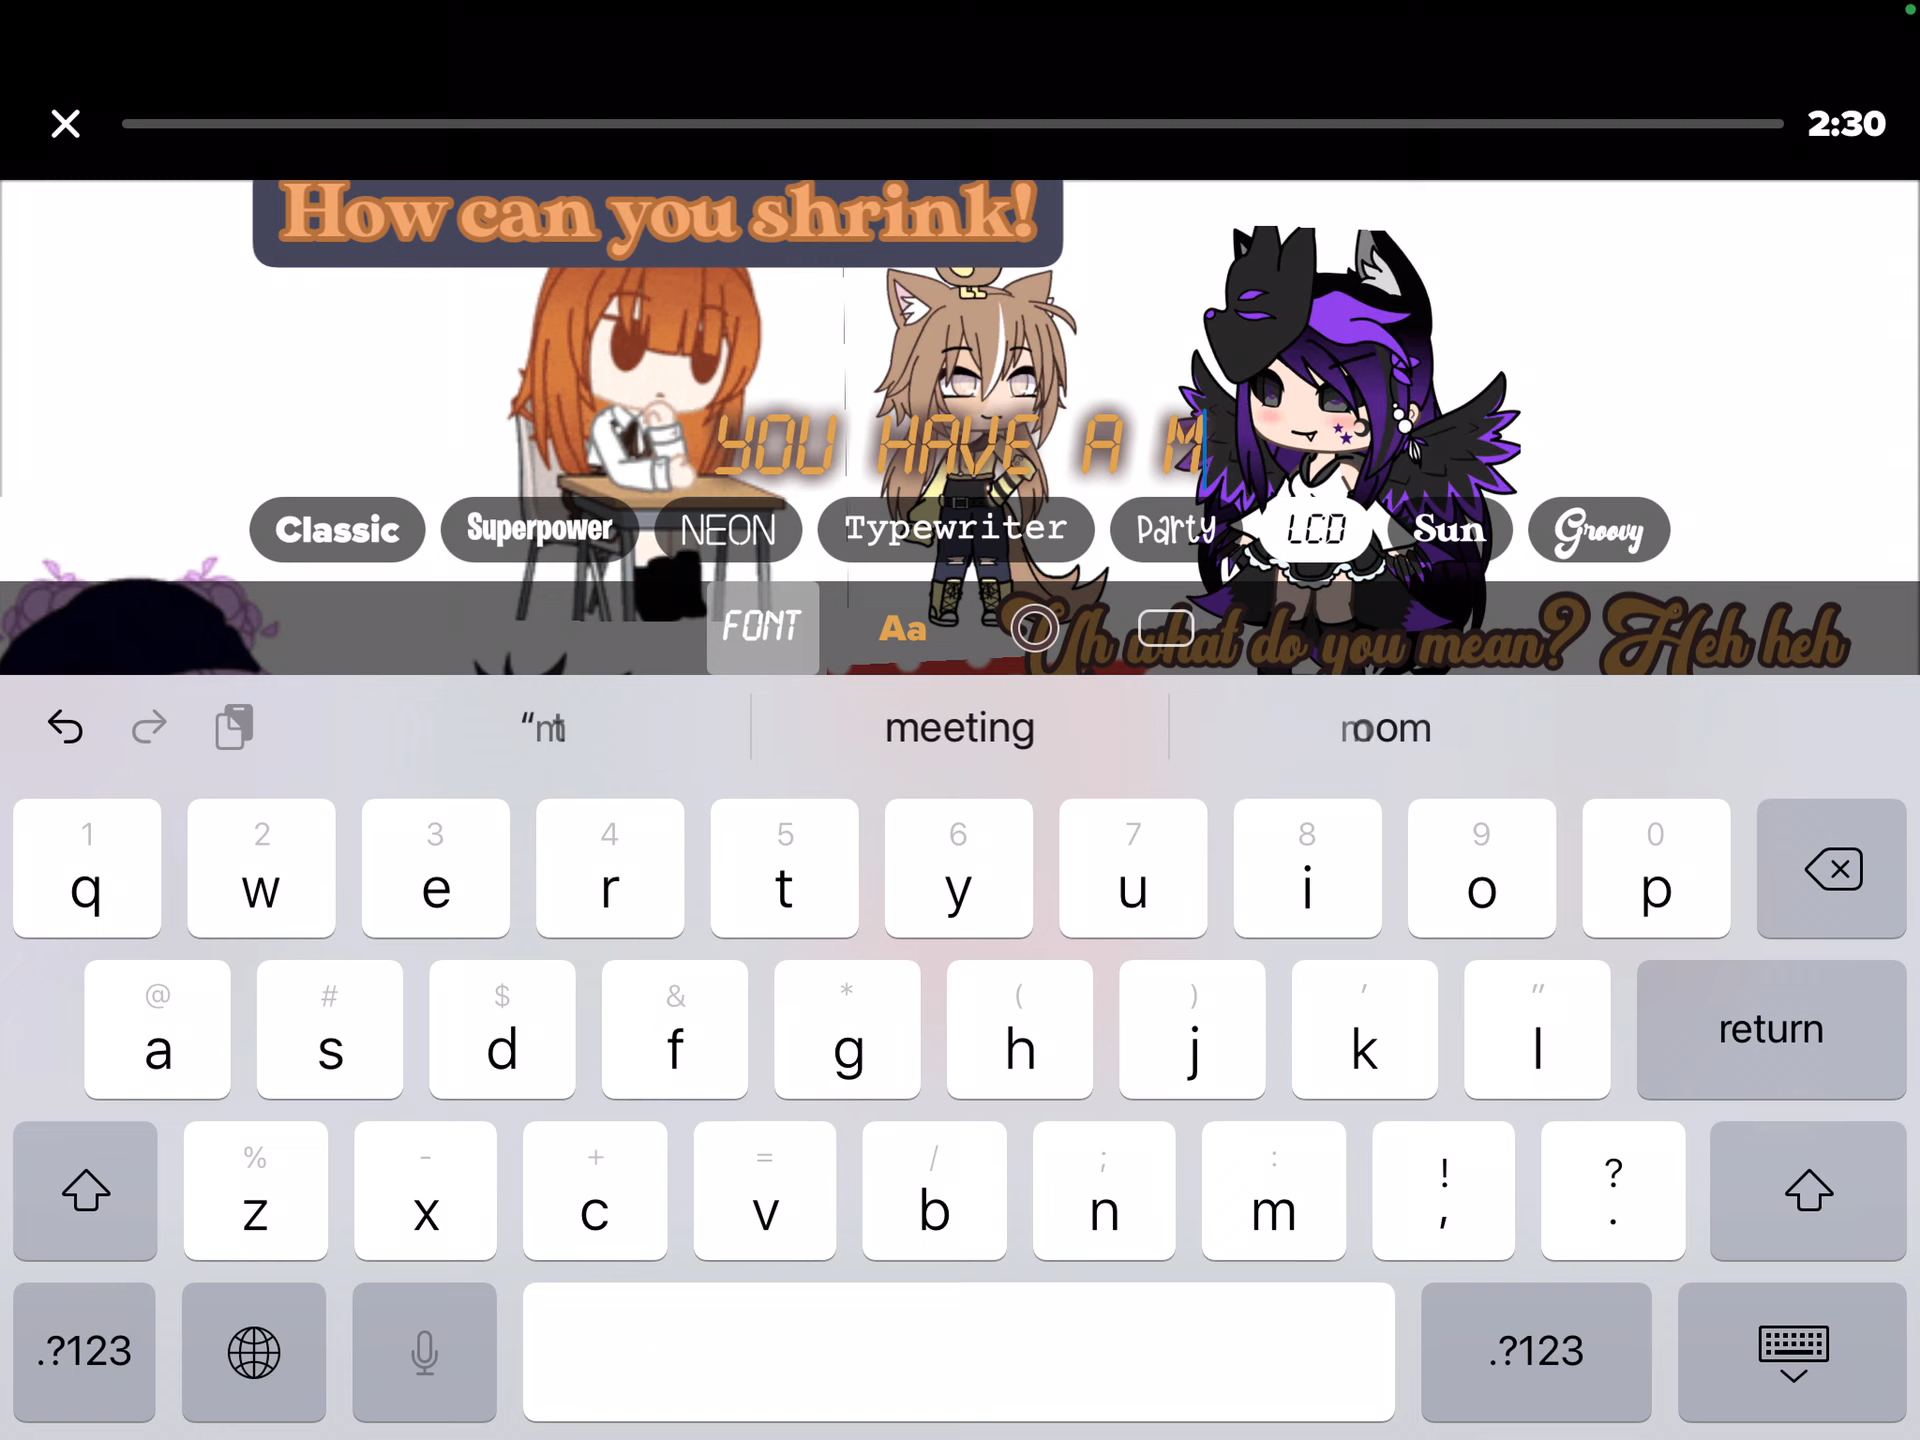 2:30
How can you shrink!
YOU HAVE A M
Classic Superpower NEON Typewriter Party LCD Sun Groovy
FONT Aa
Uh what do you mean? Heh heh
meeting
1 2 3 4 5 6 7 8 9 0
q w e r t y u i o p
@ # $ & * ( ) ' "
a s d f g h j k l return
% - + = / ; : ! ?
z x c v b n m , .
.?123 .?123